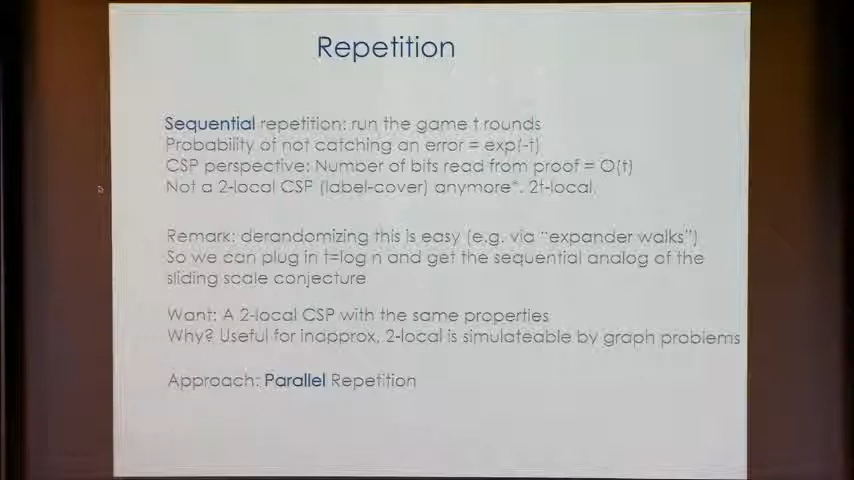 Repetition
Sequential repetition: run the game t rounds
Probability of not catching an error = exp(-t)
CSP perspective: Number of bits read from proof = O(t)
Not a 2-local CSP (label-cover) anymore*. 2t-local.
Remark: derandomizing this is easy (e.g. via "expander walks")
So we can plug in t=log n and get the sequential analog of the
sliding scale conjecture
Want: A 2-local CSP with the same properties
Why? Useful for inapprox, 2-local is simulateable by graph problems
Approach: Parallel Repetition